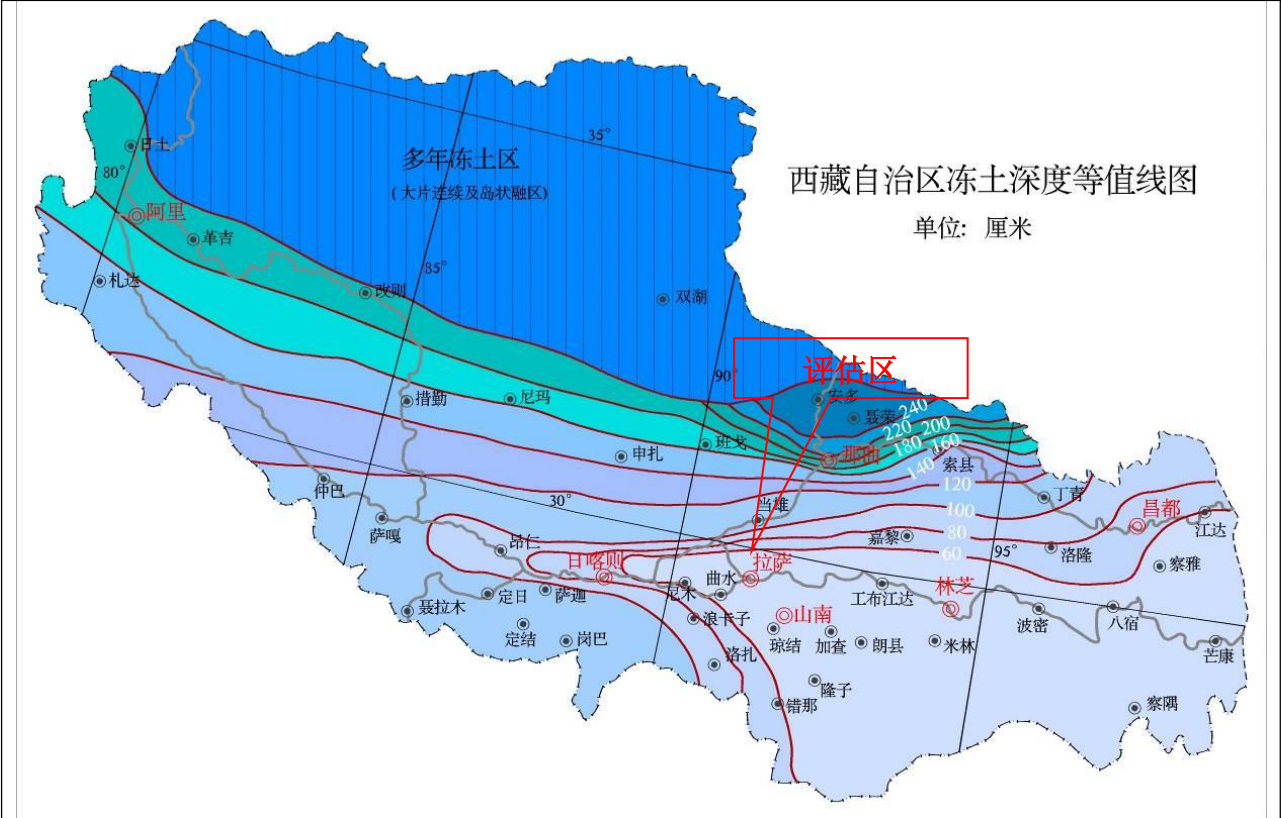 西藏自治区冻土深度等值线图
单位: 厘米
多年冻土区
(大片连续及岛状融区)
35°
日土
80°
阿里
革吉
85°
札达
改则
双湖
90°
评估区
安多
聂荣
240
措勤
尼玛
220
200
班戈
180
160
申扎
那曲
140
索县
120
仲巴
30°
丁青
当雄
100
昌都
江达
萨嘎
嘉黎
80
昂仁
60
95°
洛隆
日喀则
拉萨
察雅
曲水
尼木
定日
萨迦
工布江达
林芝
聂拉木
浪卡子
山南
波密
八宿
定结
岗巴
琼结
加查
朗县
米林
洛扎
芒康
隆子
错那
察隅